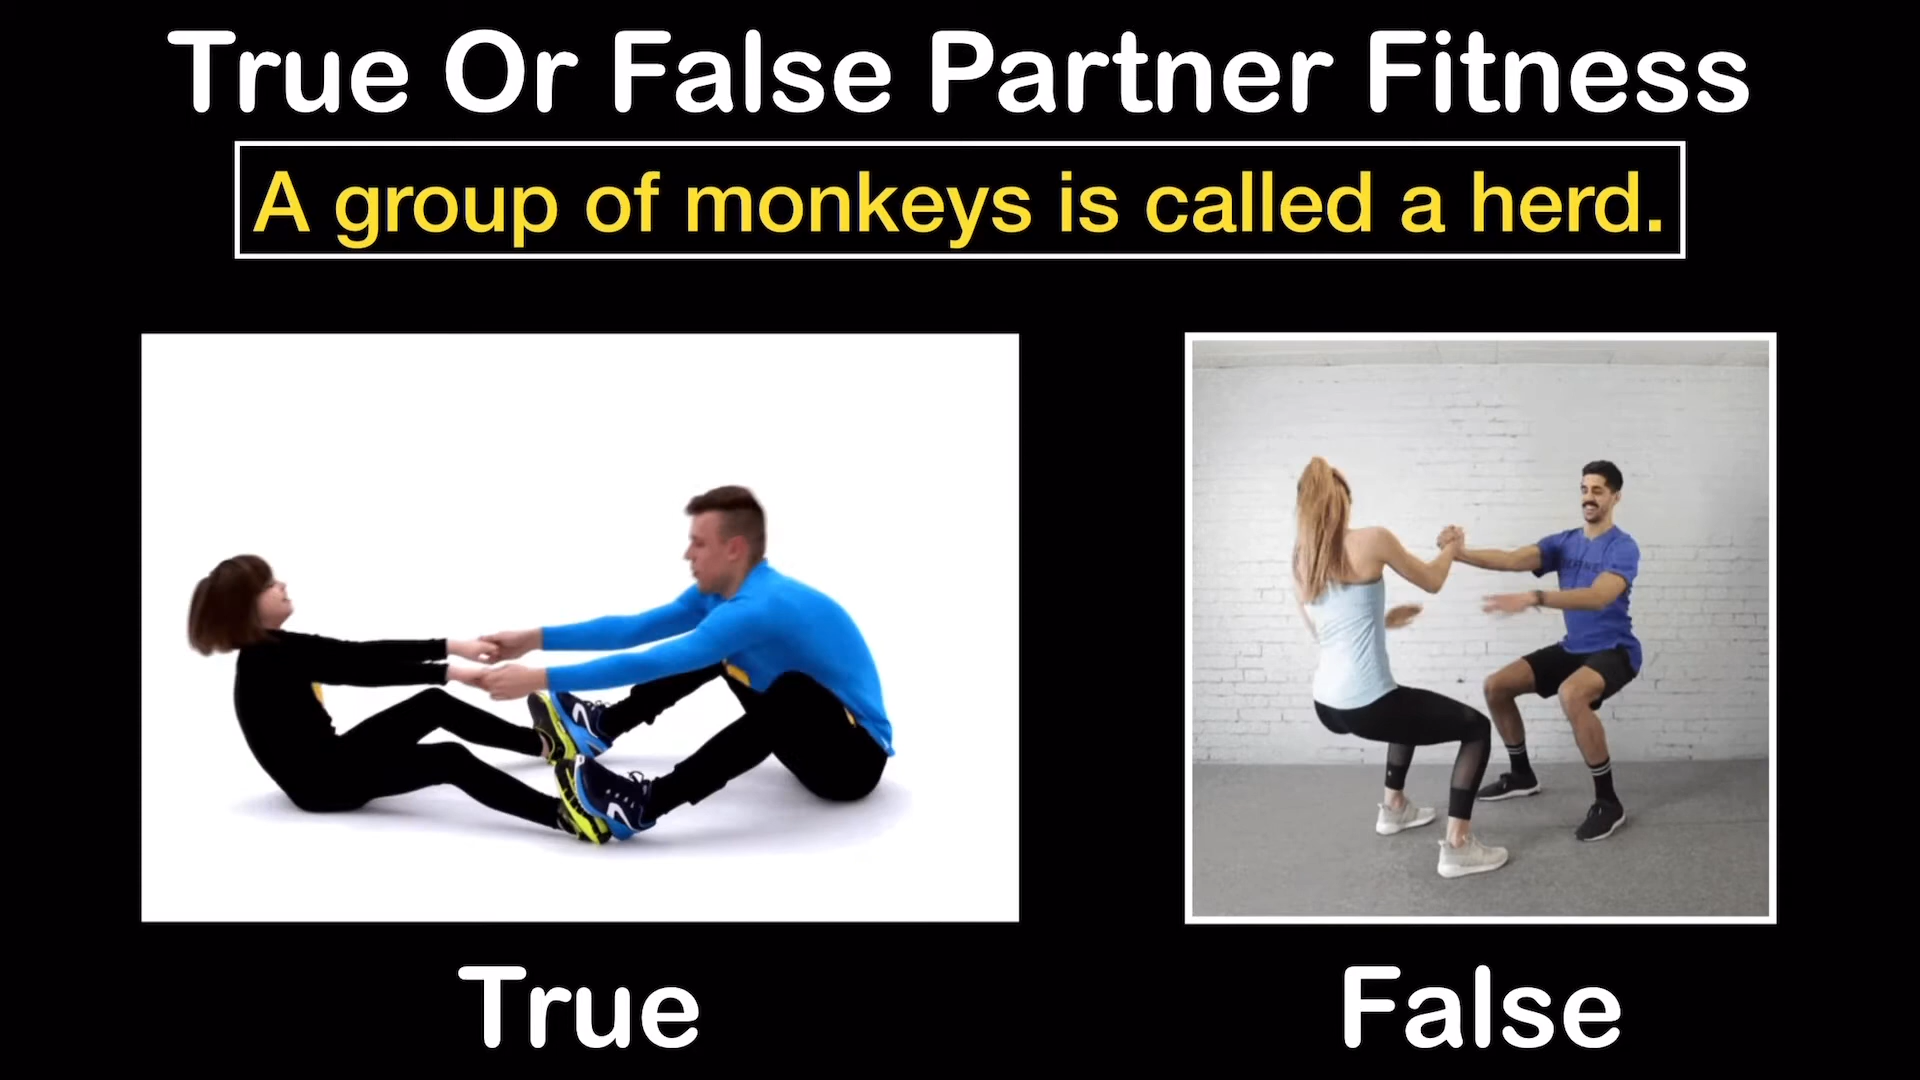 True Or False Partner Fitness
A group of monkeys is called a herd.
True
False